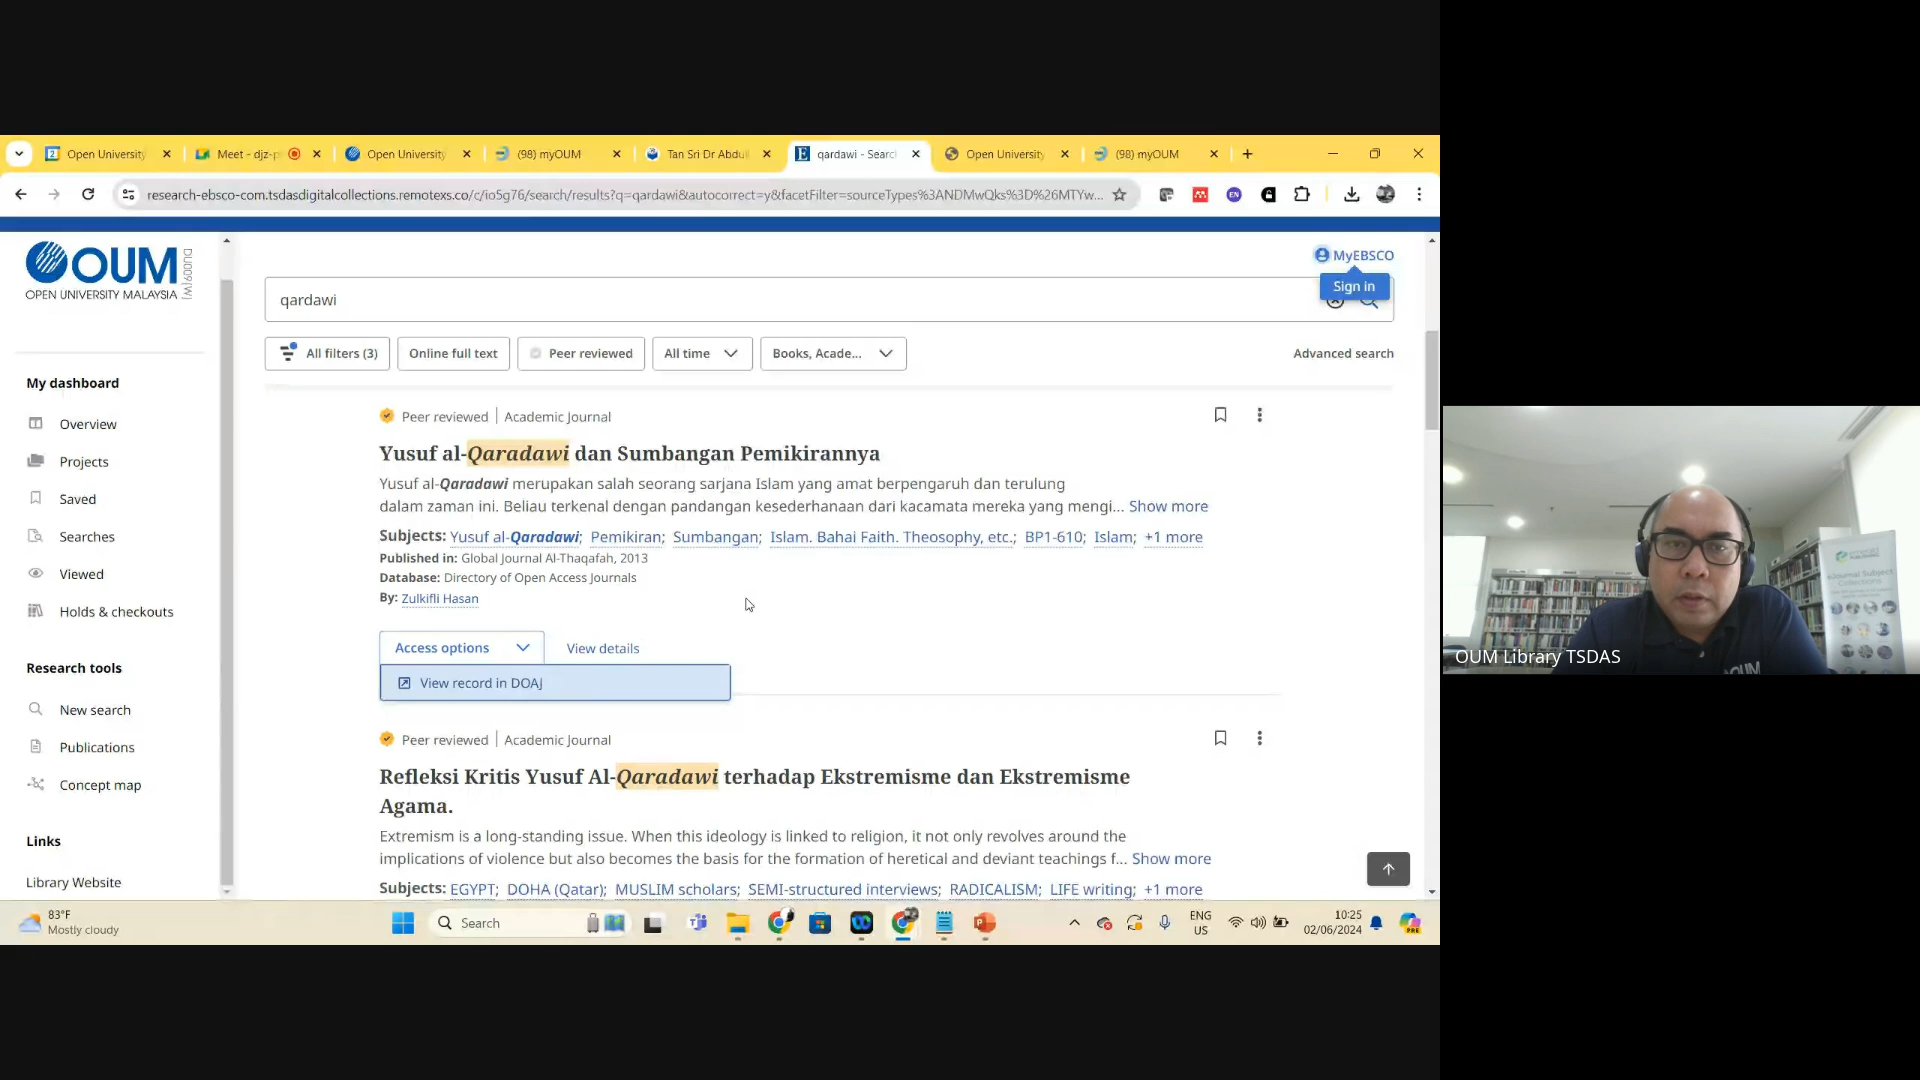 Open University
Meet - djz-p
Open University
(98) myOUM
Tan Sri Dr Abdul
qardawi - Searc
Open University
(98) myOUM
research-ebsco-com.tsdasdigitalcollections.remotexs.co/c/io5g76/search/results?q=qardawi&autocorrect=y&facetFilter=sourceTypes%3ANDMwQks%3D%26MTYw...
OUM
OPEN UNIVERSITY MALAYSIA
DU009(W)
MyEBSCO
Sign in
qardawi
All filters (3)
Online full text
Peer reviewed
All time
Books, Acade...
Advanced search
My dashboard
Overview
Projects
Saved
Searches
Viewed
Holds & checkouts
Research tools
New search
Publications
Concept map
Links
Library Website
Peer reviewed | Academic Journal
Yusuf al-Qaradawi dan Sumbangan Pemikirannya
Yusuf al-Qaradawi merupakan salah seorang sarjana Islam yang amat berpengaruh dan terulung
dalam zaman ini. Beliau terkenal dengan pandangan kesederhanaan dari kacamata mereka yang mengi... Show more
Subjects: Yusuf al-Qaradawi; Pemikiran; Sumbangan; Islam. Bahai Faith. Theosophy, etc.; BP1-610; Islam; +1 more
Published in: Global Journal Al-Thaqafah, 2013
Database: Directory of Open Access Journals
By: Zulkifli Hasan
Access options
View details
View record in DOAJ
Peer reviewed | Academic Journal
Refleksi Kritis Yusuf Al-Qaradawi terhadap Ekstremisme dan Ekstremisme
Agama.
Extremism is a long-standing issue. When this ideology is linked to religion, it not only revolves around the
implications of violence but also becomes the basis for the formation of heretical and deviant teachings f... Show more
Subjects: EGYPT; DOHA (Qatar); MUSLIM scholars; SEMI-structured interviews; RADICALISM; LIFE writing; +1 more
83°F
Mostly cloudy
Search
ENG
US
10:25
02/06/2024
PRE
eJournal Subject
Collections
OUM
OUM Library TSDAS